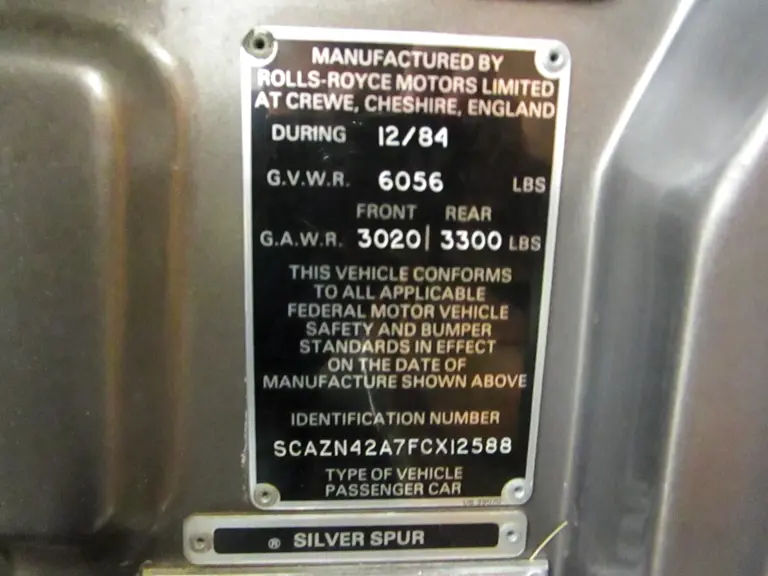 MANUFACTURED BY
ROLLS-ROYCE MOTORS LIMITED
AT CREWE, CHESHIRE, ENGLAND
DURING 12/84
G.V.W.R. 6056 LBS
FRONT REAR
G.A.W.R. 3020 | 3300 LBS
THIS VEHICLE CONFORMS
TO ALL APPLICABLE
FEDERAL MOTOR VEHICLE
SAFETY AND BUMPER
STANDARDS IN EFFECT
ON THE DATE OF
MANUFACTURE SHOWN ABOVE
IDENTIFICATION NUMBER
SCAZN42A7FCX12588
TYPE OF VEHICLE
PASSENGER CAR
® SILVER SPUR